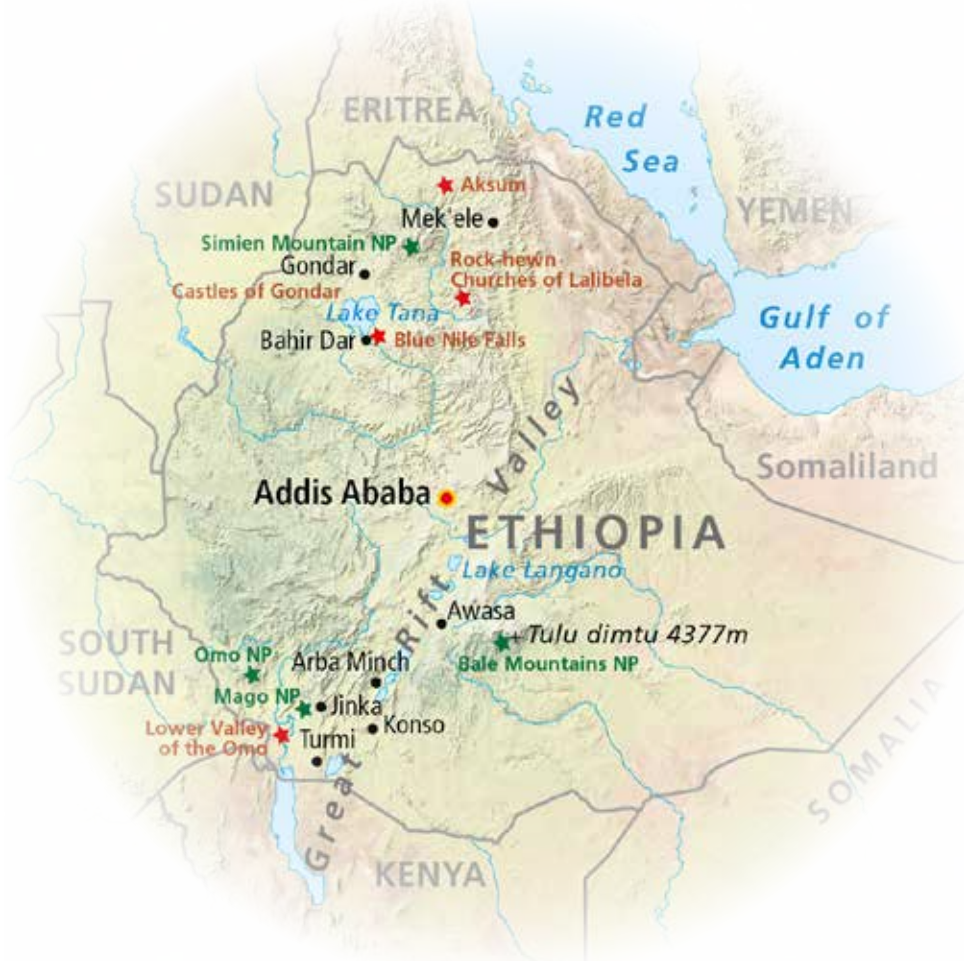 ERITREA
Red
Sea
SUDAN
Aksum
YEMEN
Mek'ele
Simien Mountain NP
Gondar
Rock-hewn
Churches of Lalibela
Castles of Gondar
Lake Tana
Gulf of
Aden
Bahir Dar
Blue Nile Falls
Valley
Somaliland
Addis Ababa
ETHIOPIA
Lake Langano
Rift
Awasa
Tulu dimtu 4377m
SOUTH
SUDAN
Omo NP
Arba Minch
Bale Mountains NP
Mago NP
Jinka
Lower Valley
of the Omo
Konso
Turmi
SOMALIA
Great
KENYA